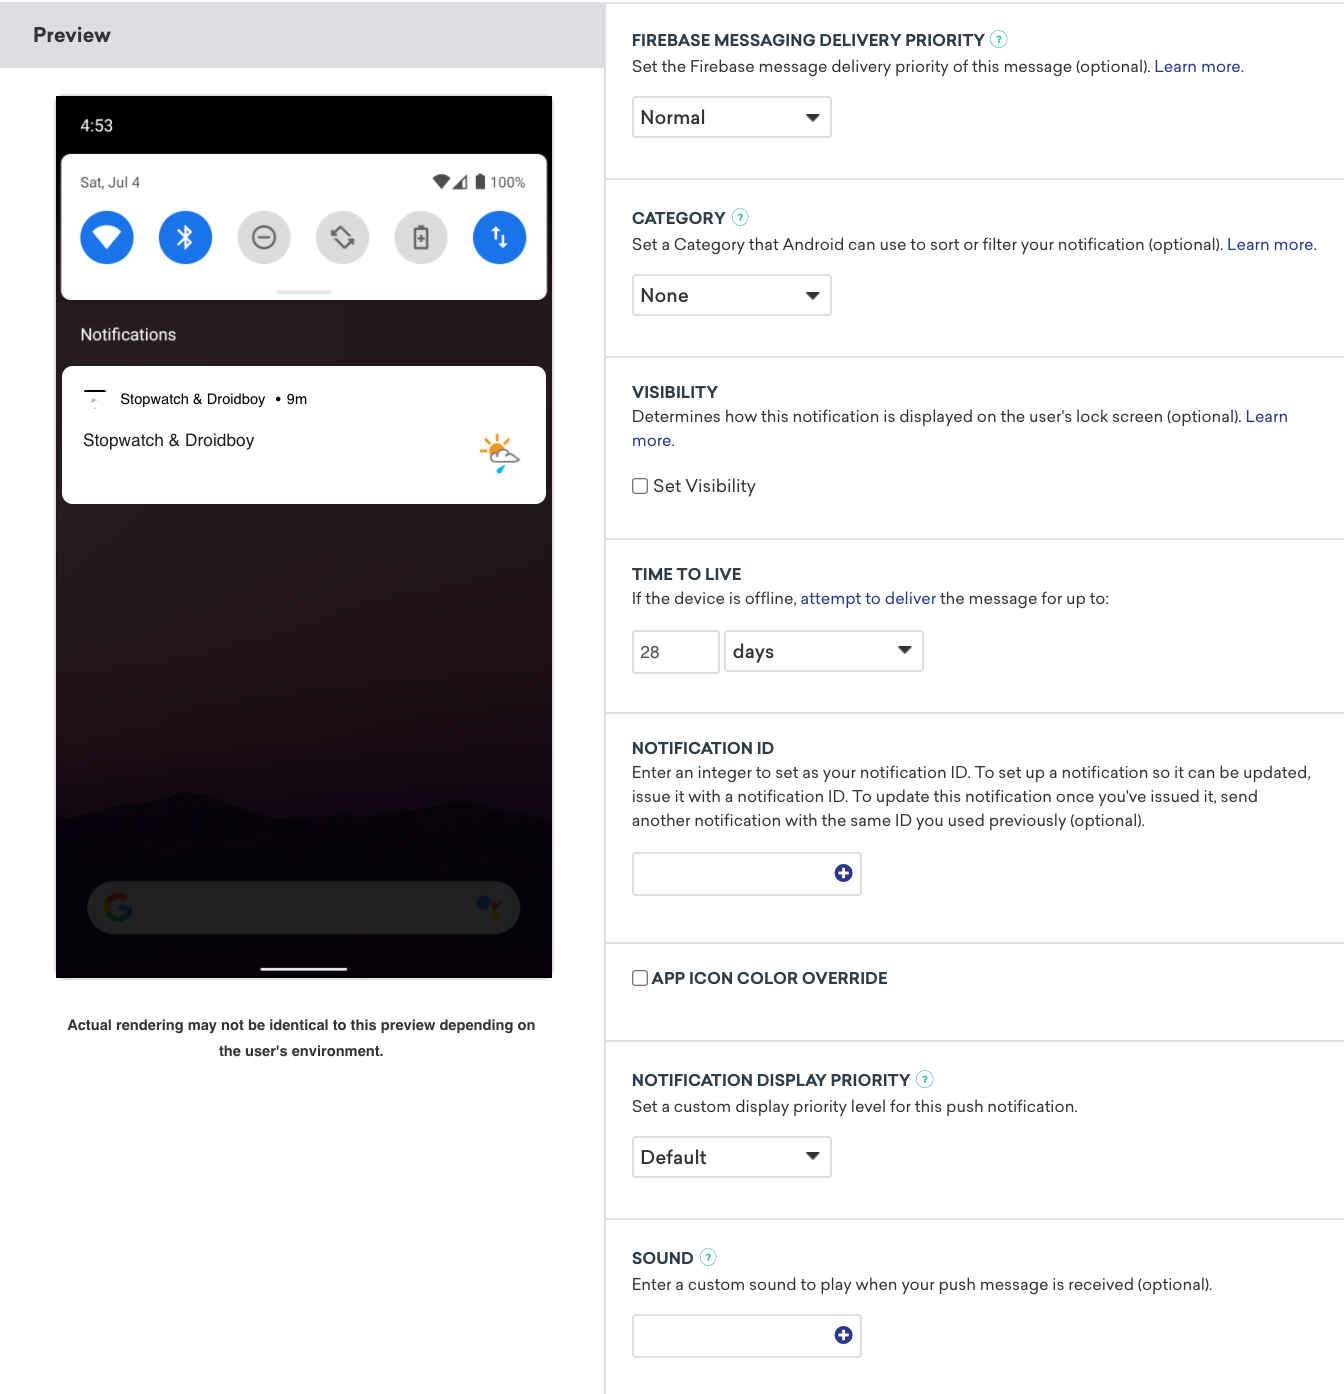 Preview
4:53
Sat, Jul 4
100%
Notifications
Stopwatch & Droidboy • 9m
Stopwatch & Droidboy
Actual rendering may not be identical to this preview depending on
the user's environment.
FIREBASE MESSAGING DELIVERY PRIORITY ?
Set the Firebase message delivery priority of this message (optional). Learn more.
Normal
CATEGORY ?
Set a Category that Android can use to sort or filter your notification (optional). Learn more.
None
VISIBILITY
Determines how this notification is displayed on the user's lock screen (optional). Learn
more.
Set Visibility
TIME TO LIVE
If the device is offline, attempt to deliver the message for up to:
28 days
NOTIFICATION ID
Enter an integer to set as your notification ID. To set up a notification so it can be updated,
issue it with a notification ID. To update this notification once you've issued it, send
another notification with the same ID you used previously (optional).
APP ICON COLOR OVERRIDE
NOTIFICATION DISPLAY PRIORITY ?
Set a custom display priority level for this push notification.
Default
SOUND ?
Enter a custom sound to play when your push message is received (optional).